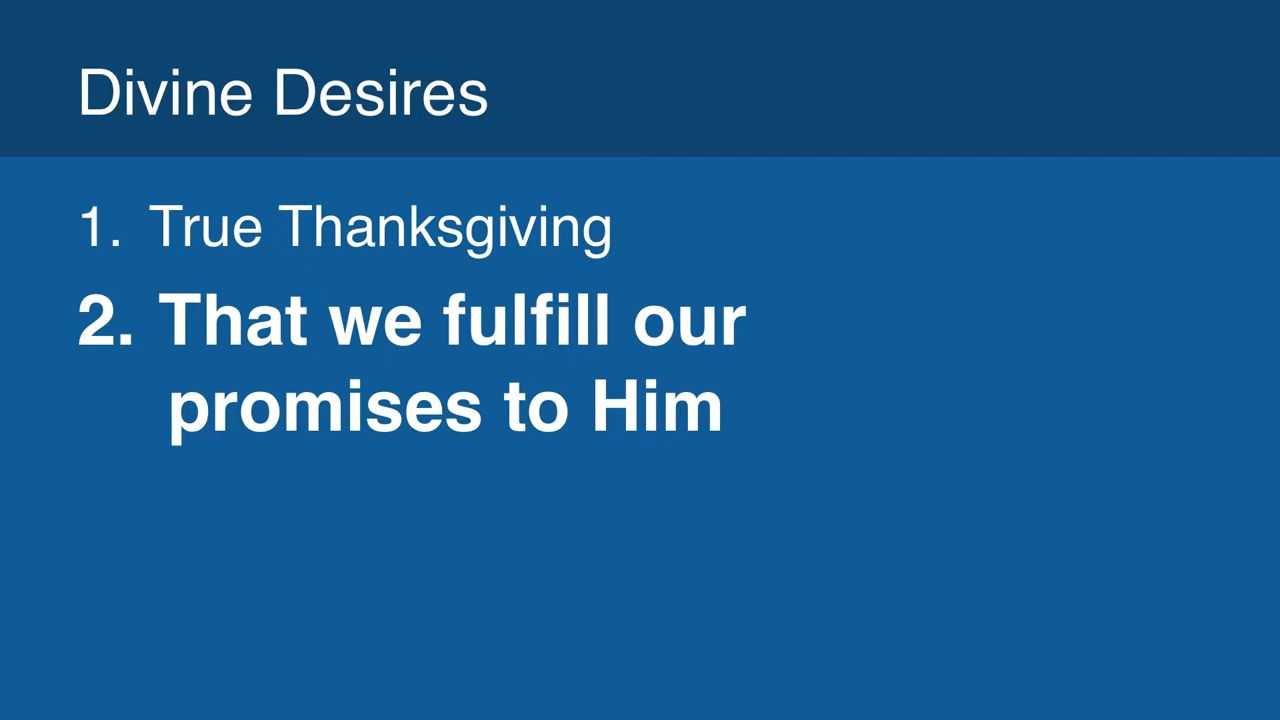 Divine Desires
1. True Thanksgiving
2. That we fulfill our
promises to Him